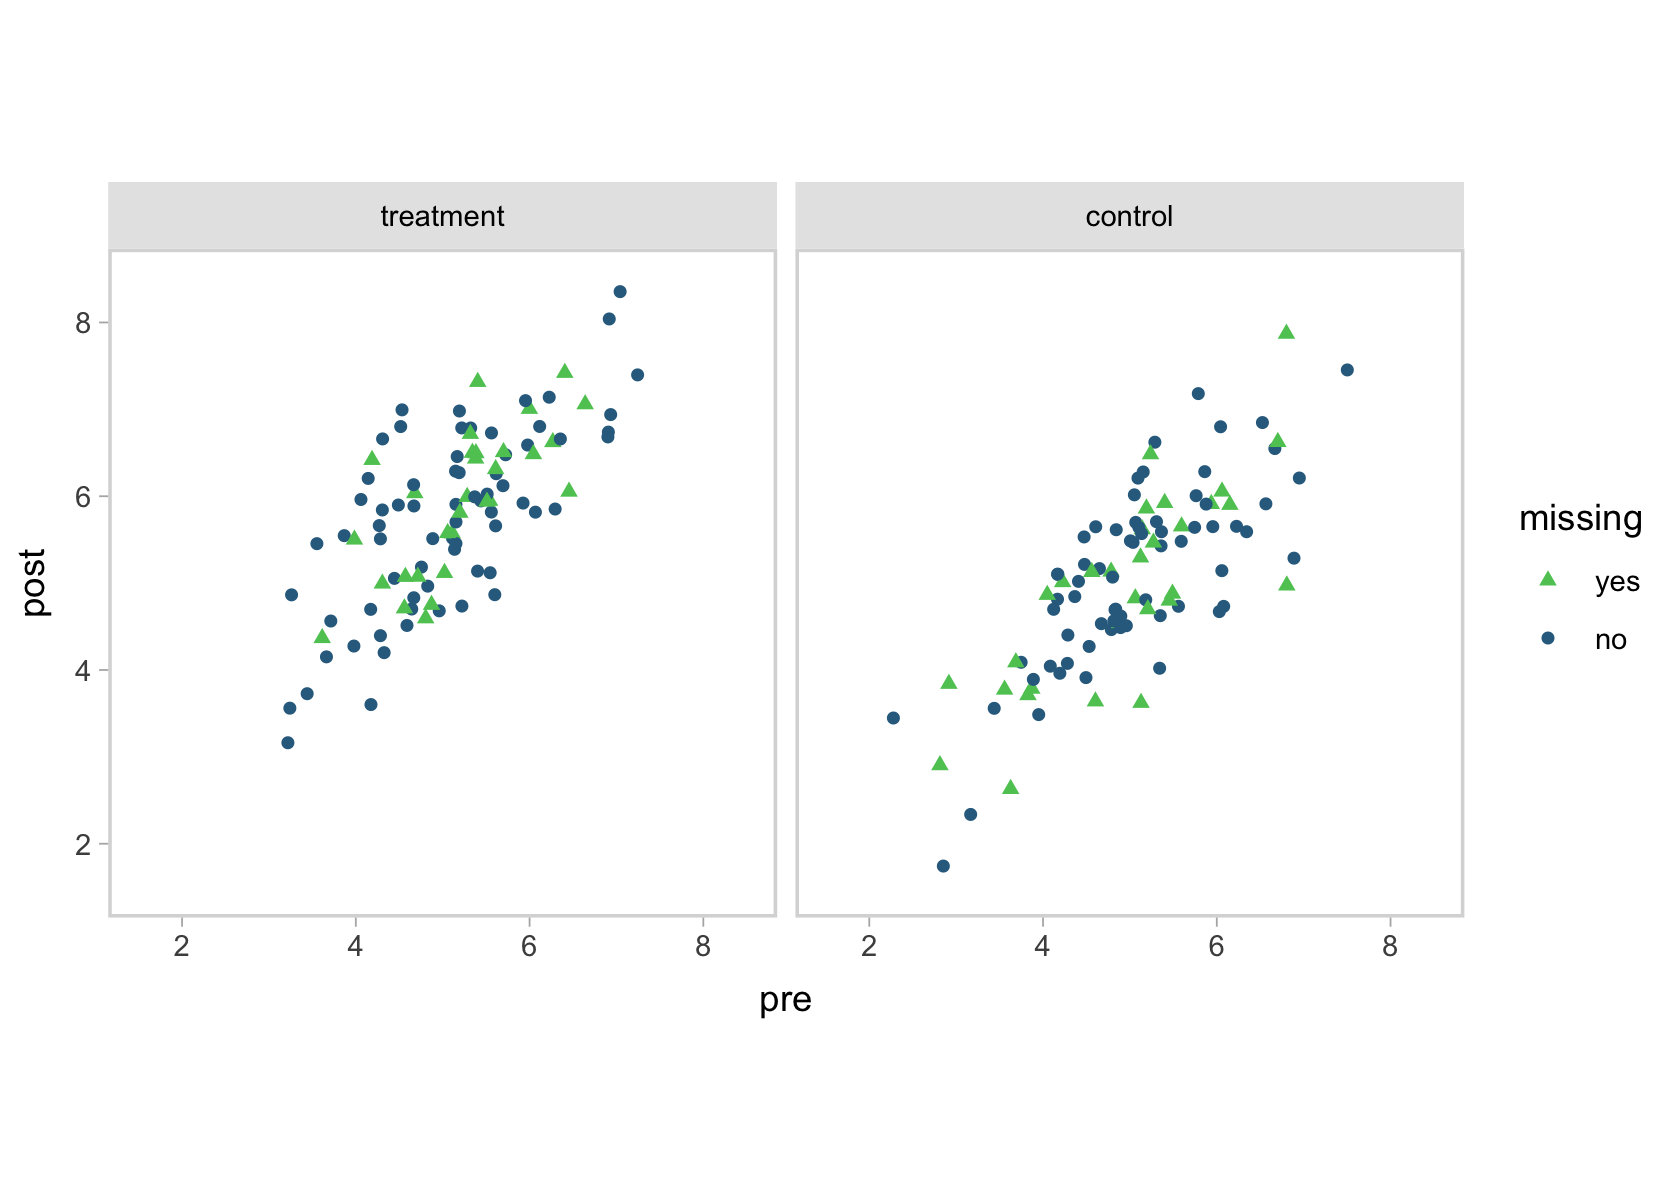 treatment control
post
8
6
4
2
2 4 6 8 2 4 6 8
pre
missing
yes
no